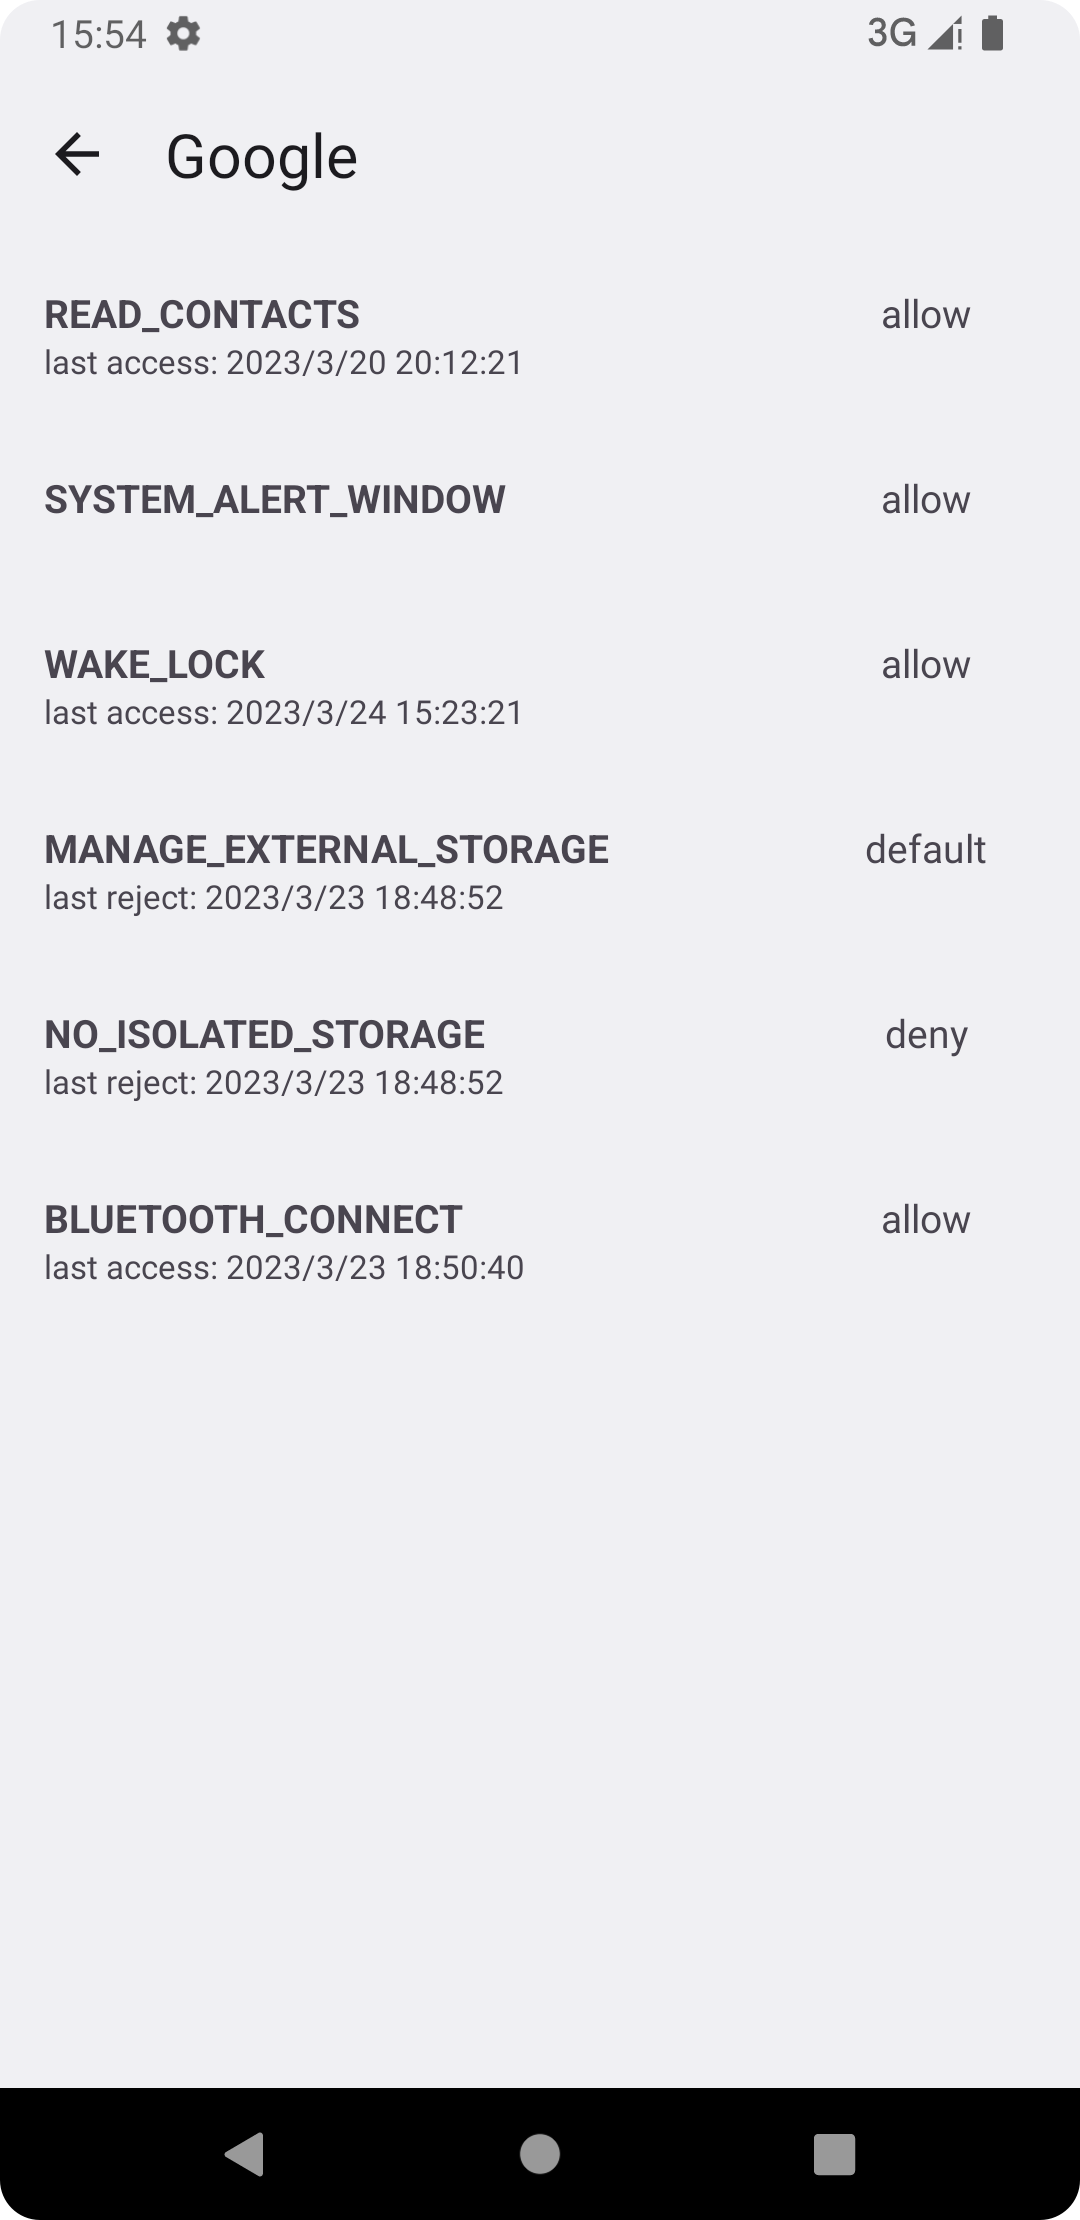 15:54
3G
Google
READ_CONTACTS
allow
last access: 2023/3/20 20:12:21
SYSTEM_ALERT_WINDOW
allow
WAKE_LOCK
allow
last access: 2023/3/24 15:23:21
MANAGE_EXTERNAL_STORAGE
default
last reject: 2023/3/23 18:48:52
NO_ISOLATED_STORAGE
deny
last reject: 2023/3/23 18:48:52
BLUETOOTH_CONNECT
allow
last access: 2023/3/23 18:50:40